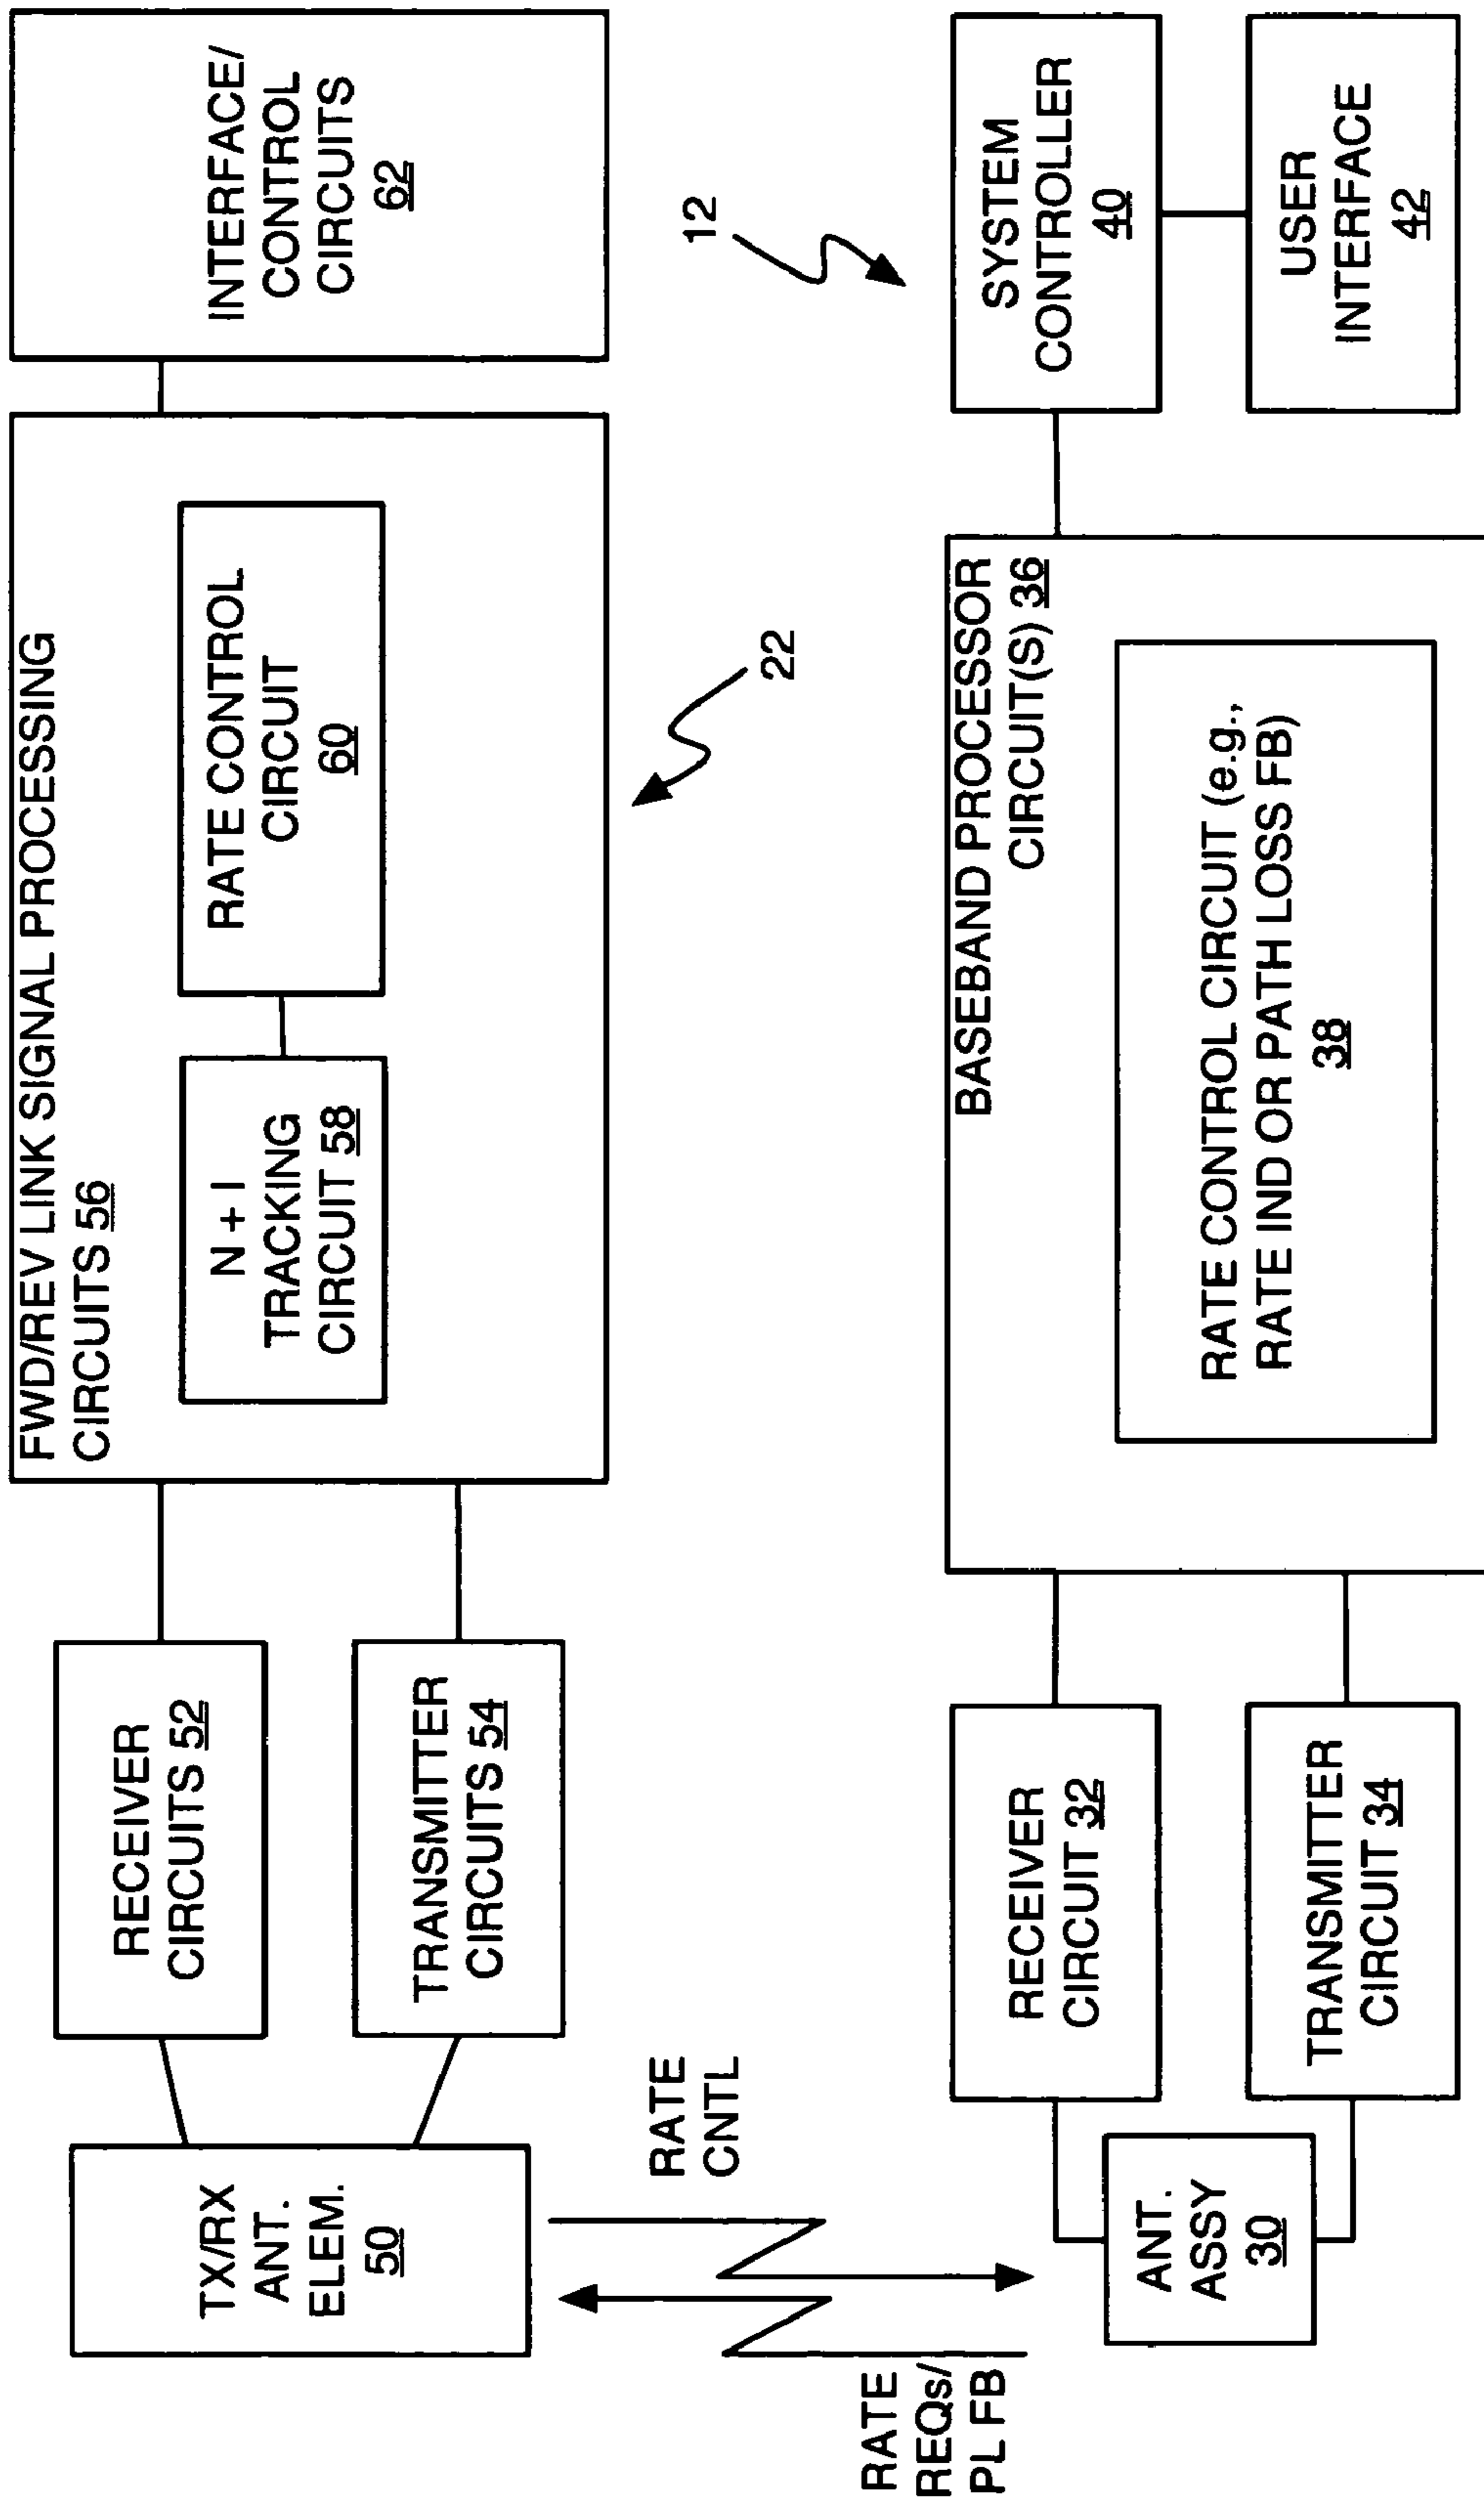 TX/RX
ANT.
ELEM.
50
RECEIVER
CIRCUITS 52
TRANSMITTER
CIRCUITS 54
FWD/REV LINK SIGNAL PROCESSING
CIRCUITS 56
N + I
TRACKING
CIRCUIT 58
RATE CONTROL
CIRCUIT
60
INTERFACE/
CONTROL
CIRCUITS
62
RATE
CNTL
22
12
RATE
REQs/
PL FB
ANT.
ASSY
30
RECEIVER
CIRCUIT 32
TRANSMITTER
CIRCUIT 34
BASEBAND PROCESSOR
CIRCUIT(S) 36
RATE CONTROL CIRCUIT (e.g.,
RATE IND OR PATH LOSS FB)
38
SYSTEM
CONTROLLER
40
USER
INTERFACE
42